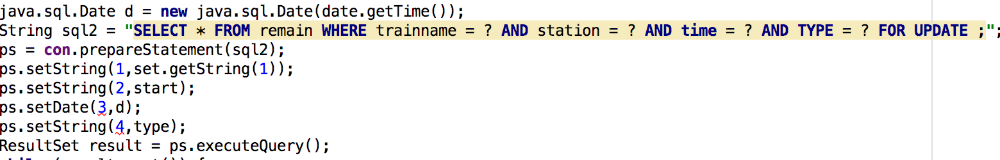 java.sql.Date d = new java.sql.Date(date.getTime());
String sql2 = "SELECT * FROM remain WHERE trainname = ? AND station = ? AND time = ? AND TYPE = ? FOR UPDATE ;";
ps = con.prepareStatement(sql2);
ps.setString(1,set.getString(1));
ps.setString(2,start);
ps.setDate(3,d);
ps.setString(4,type);
ResultSet result = ps.executeQuery();